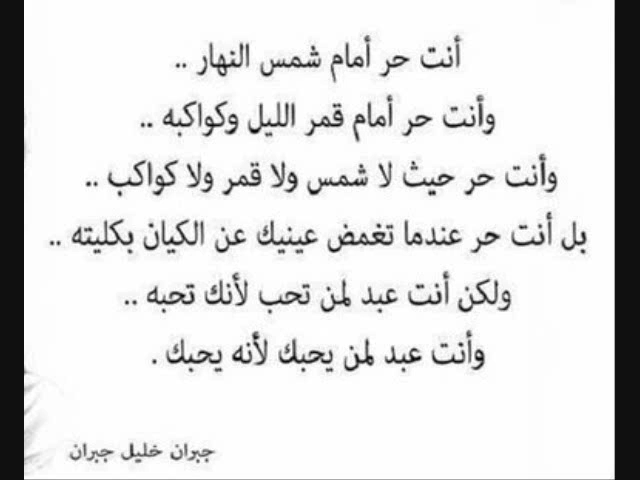 أنت حر أمام شمس النهار ..
وأنت حر أمام قمر الليل وكواكبه ..
وأنت حر حيث لا شمس ولا قمر ولا كواكب ..
بل أنت حر عندما تغمض عينيك عن الكيان بكليته ..
ولكن أنت عبد لمن تحب لأنك تحبه ..
وأنت عبد لمن يحبك لأنه يحبك .
جبران خليل جبران